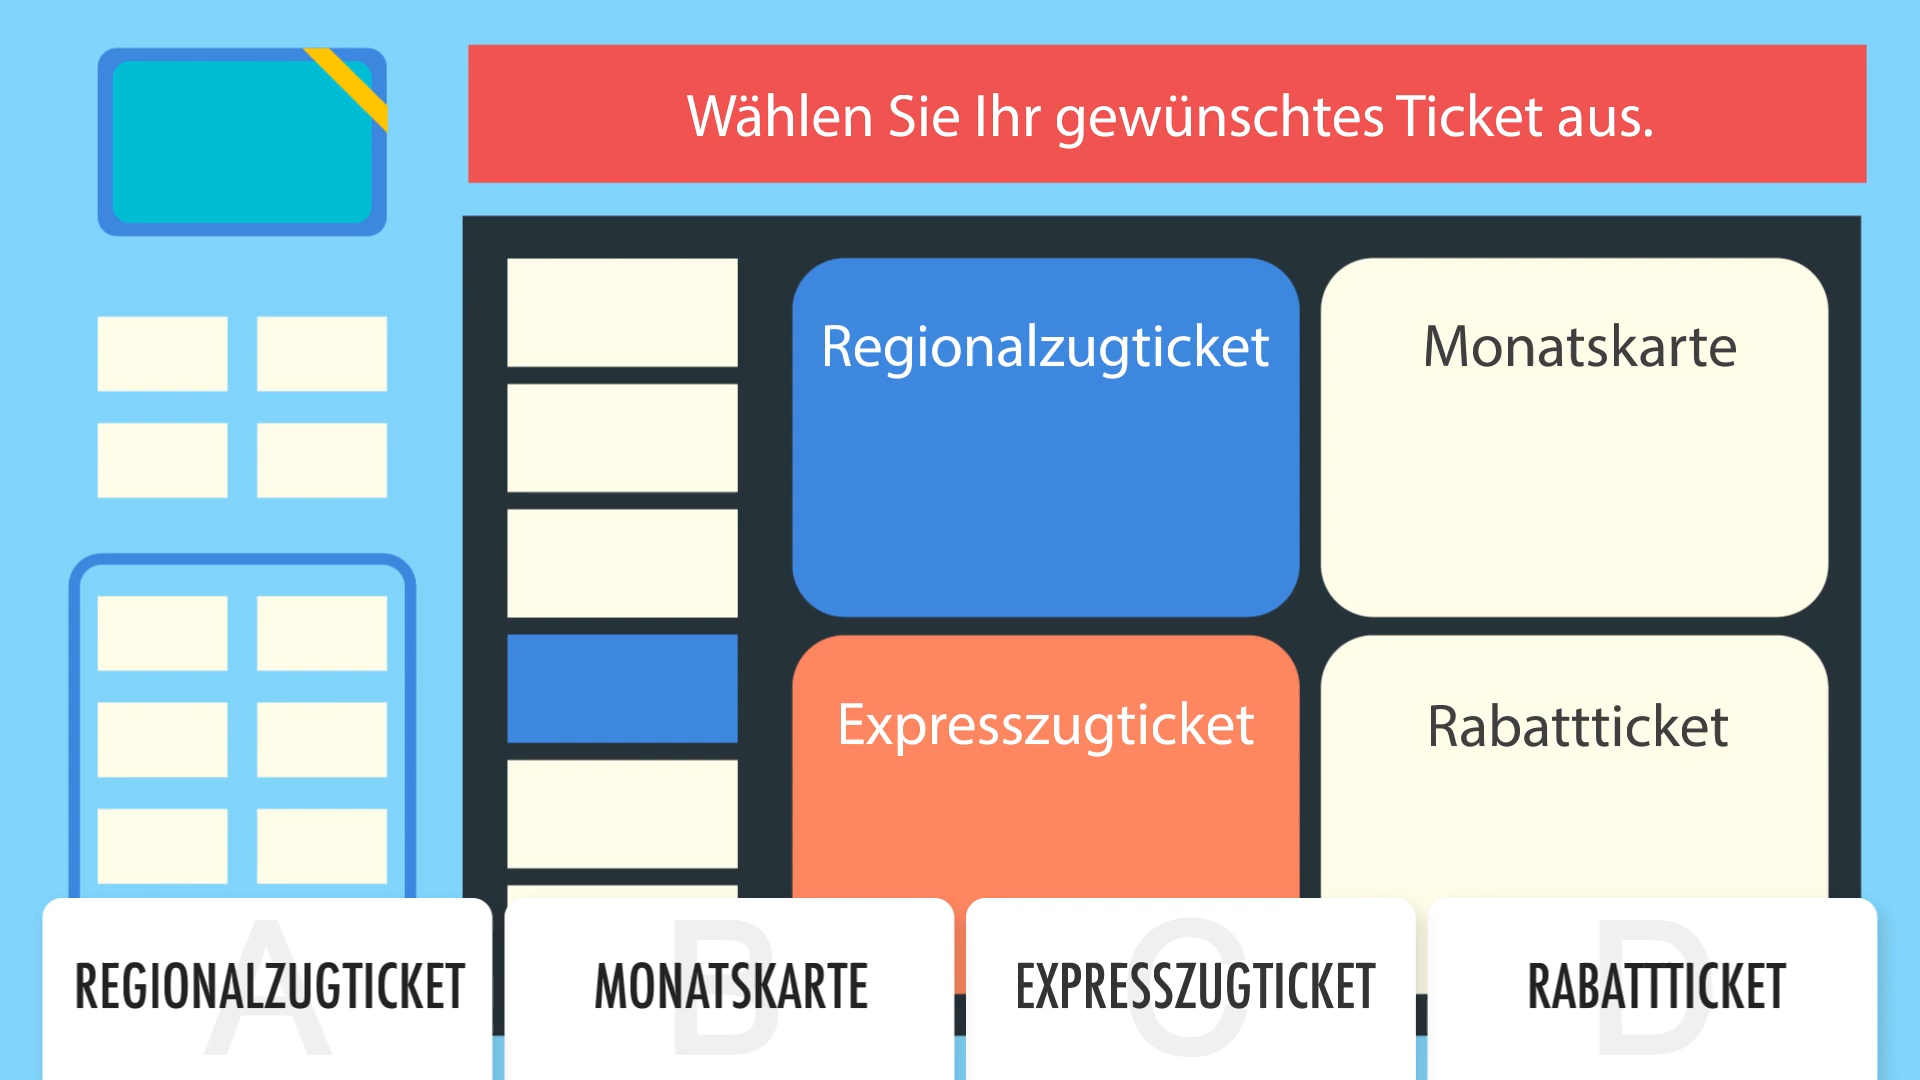 Wählen Sie Ihr gewünschtes Ticket aus.
Regionalzugticket
Monatskarte
Expresszugticket
Rabattticket
A
REGIONALZUGTICKET
B
MONATSKARTE
C
EXPRESSZUGTICKET
D
RABATTTICKET